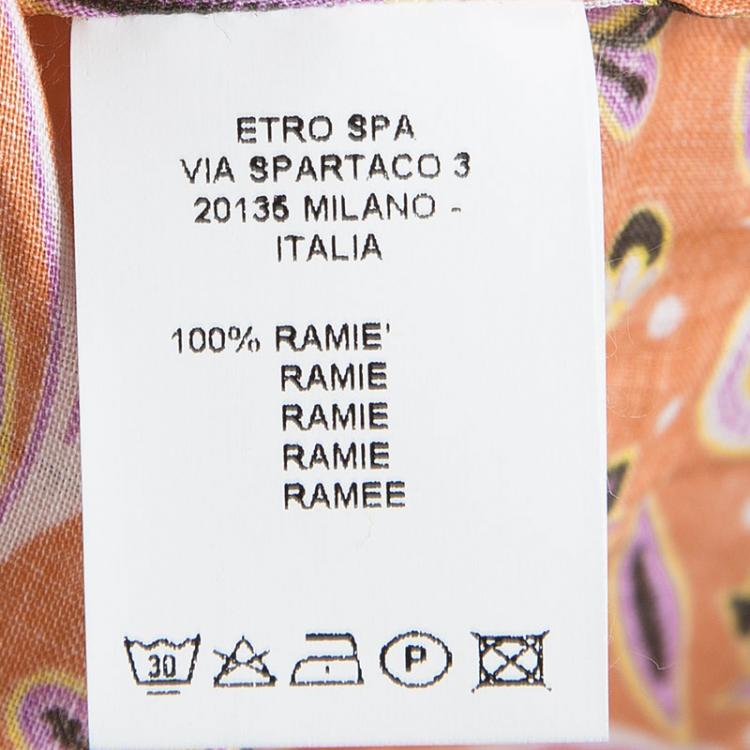 ETRO SPA
VIA SPARTACO 3
20135 MILANO -
ITALIA
100% RAMIE'
RAMIE
RAMIE
RAMIE
RAMEE
30 P